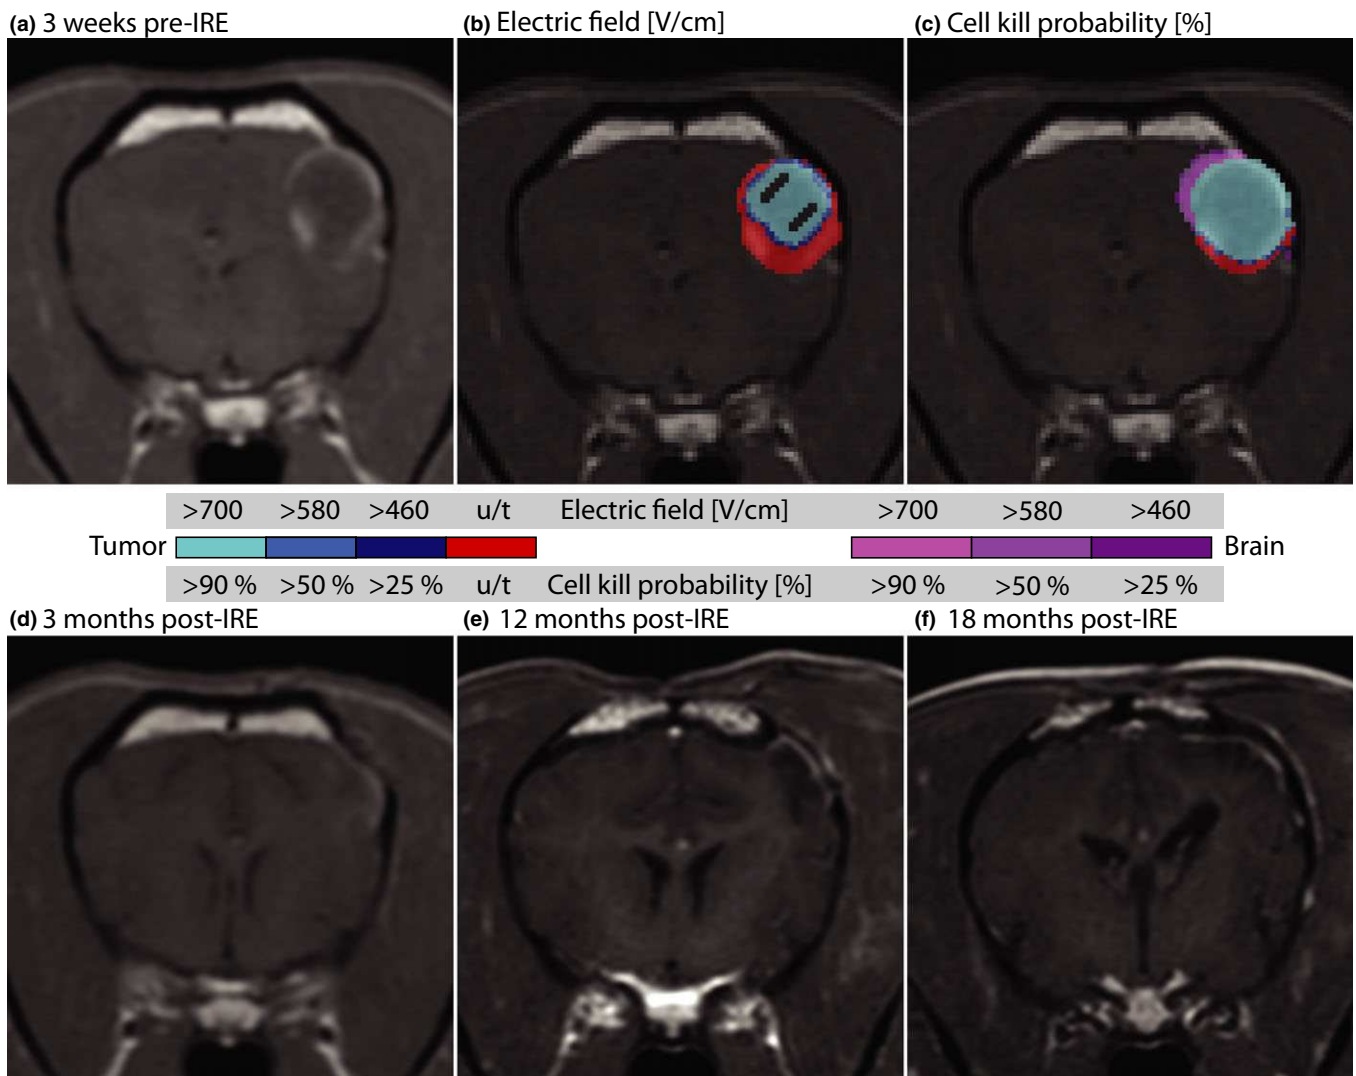 (a) 3 weeks pre-IRE
(b) Electric field [V/cm]
(c) Cell kill probability [%]
>700 >580 >460 u/t Electric field [V/cm] >700 >580 >460
Tumor Brain
>90 % >50 % >25 % u/t Cell kill probability [%] >90 % >50 % >25 %
(d) 3 months post-IRE
(e) 12 months post-IRE
(f) 18 months post-IRE